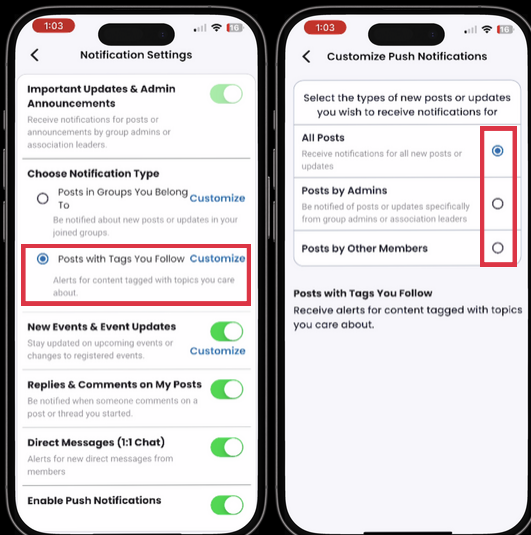 1:03
Notification Settings
Important Updates & Admin
Announcements
Receive notifications for posts or
announcements by group admins or
association leaders.
Choose Notification Type
Posts in Groups You Belong
To
Customize
Be notified about new posts or updates in your
joined groups.
Posts with Tags You Follow Customize
Alerts for content tagged with topics you care
about.
New Events & Event Updates
Stay updated on upcoming events or
changes to registered events.
Customize
Replies & Comments on My Posts
Be notified when someone comments on a
post or thread you started.
Direct Messages (1:1 Chat)
Alerts for new direct messages from
members
Enable Push Notifications
1:03
Customize Push Notifications
Select the types of new posts or updates
you wish to receive notifications for
All Posts
Receive notifications for all new posts or
updates
Posts by Admins
Be notified of posts or updates specifically
from group admins or association leaders
Posts by Other Members
Posts with Tags You Follow
Receive alerts for content tagged with topics
you care about.